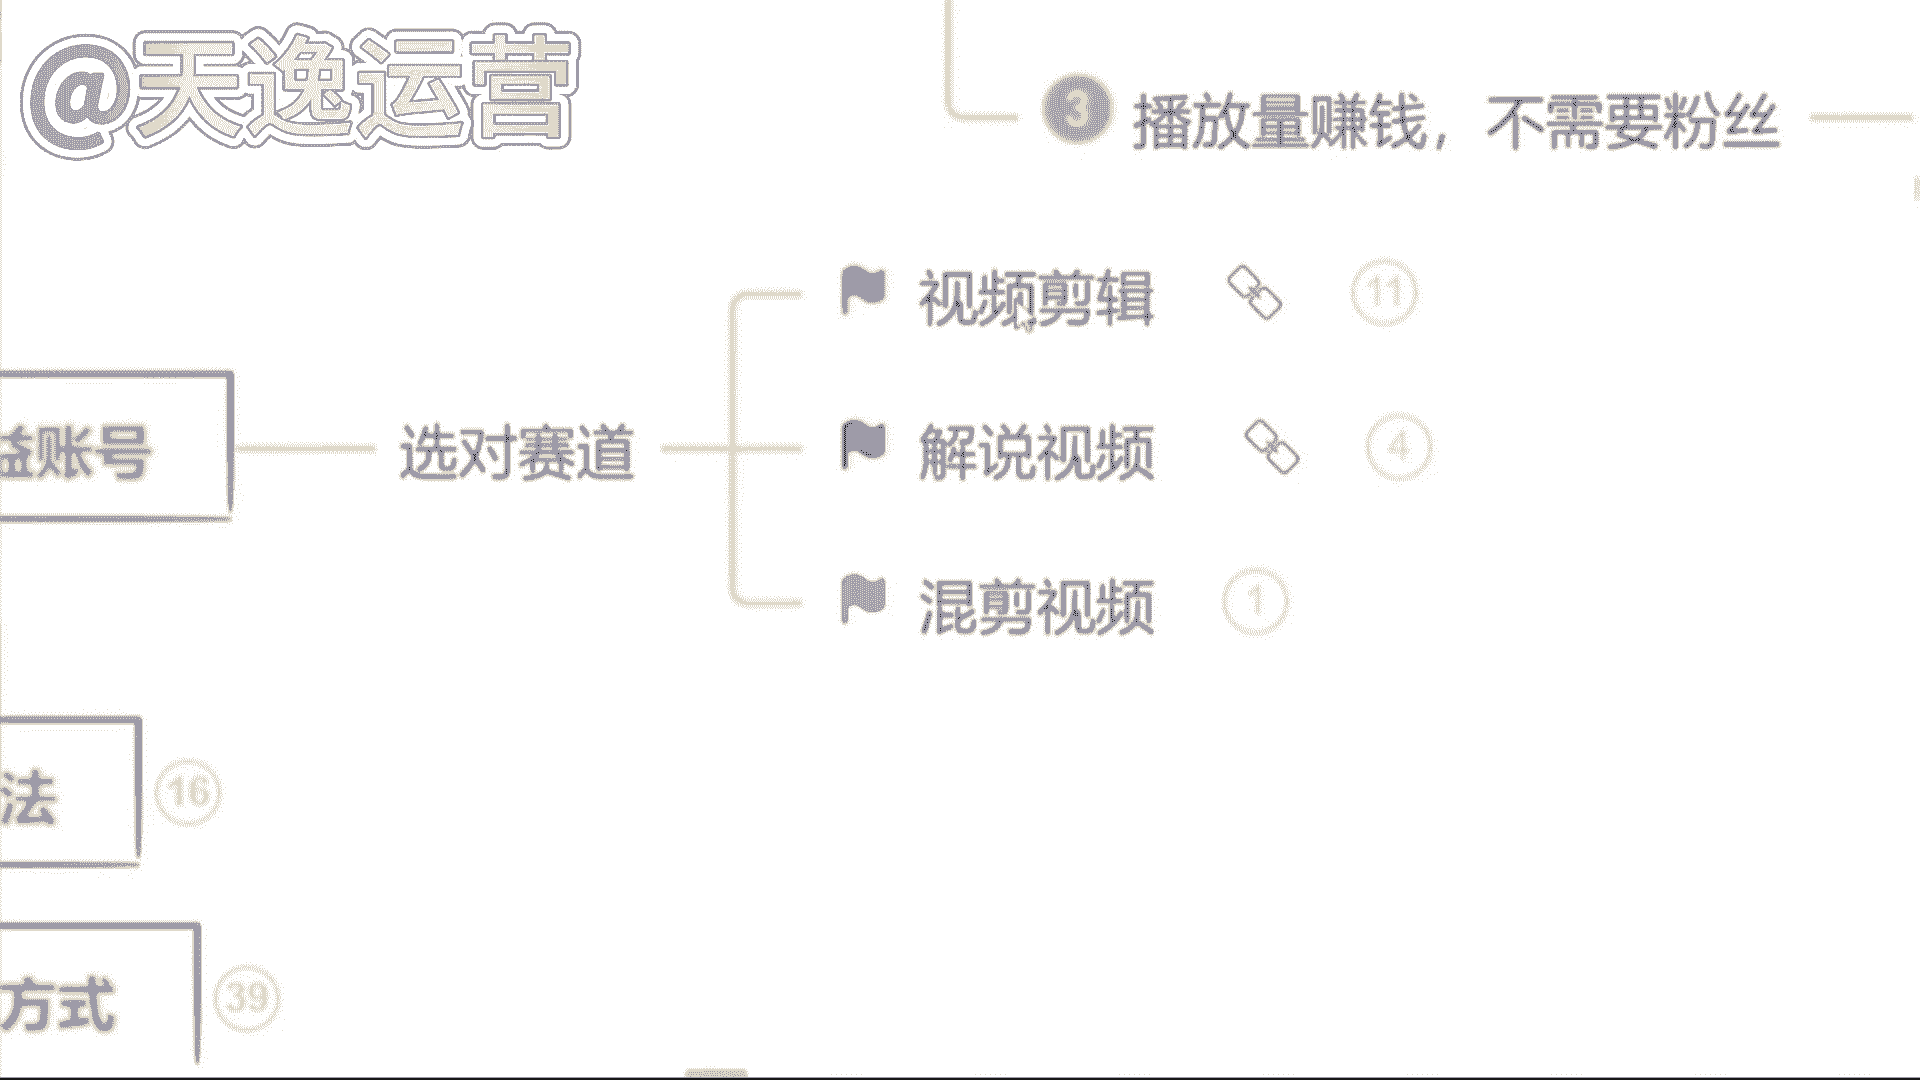 @天逸运营
3 播放量赚钱，不需要粉丝
视频剪辑 11
益账号 选对赛道 解说视频 4
混剪视频 1
法 16
方式 39